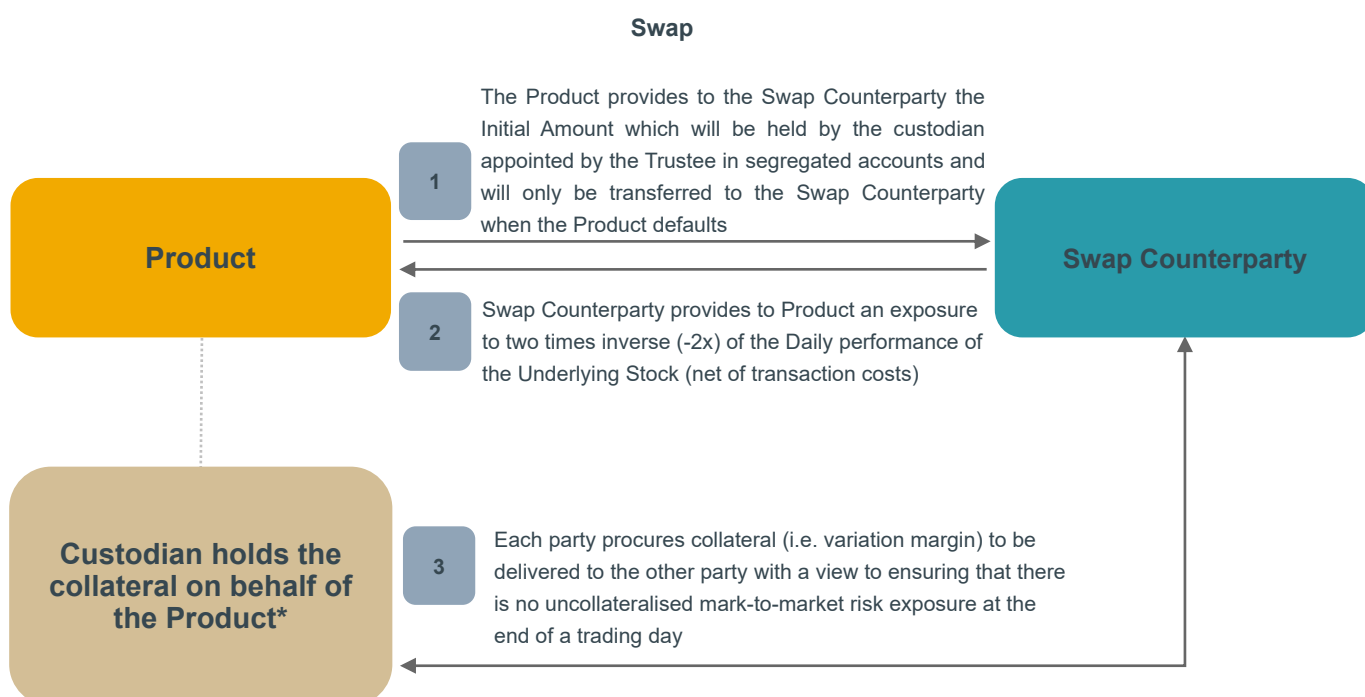 Swap
The Product provides to the Swap Counterparty the
Initial Amount which will be held by the custodian
appointed by the Trustee in segregated accounts and
will only be transferred to the Swap Counterparty
when the Product defaults
1
Product
Swap Counterparty
2
Swap Counterparty provides to Product an exposure
to two times inverse (-2x) of the Daily performance of
the Underlying Stock (net of transaction costs)
Custodian holds the
collateral on behalf of
the Product*
3
Each party procures collateral (i.e. variation margin) to be
delivered to the other party with a view to ensuring that there
is no uncollateralised mark-to-market risk exposure at the
end of a trading day